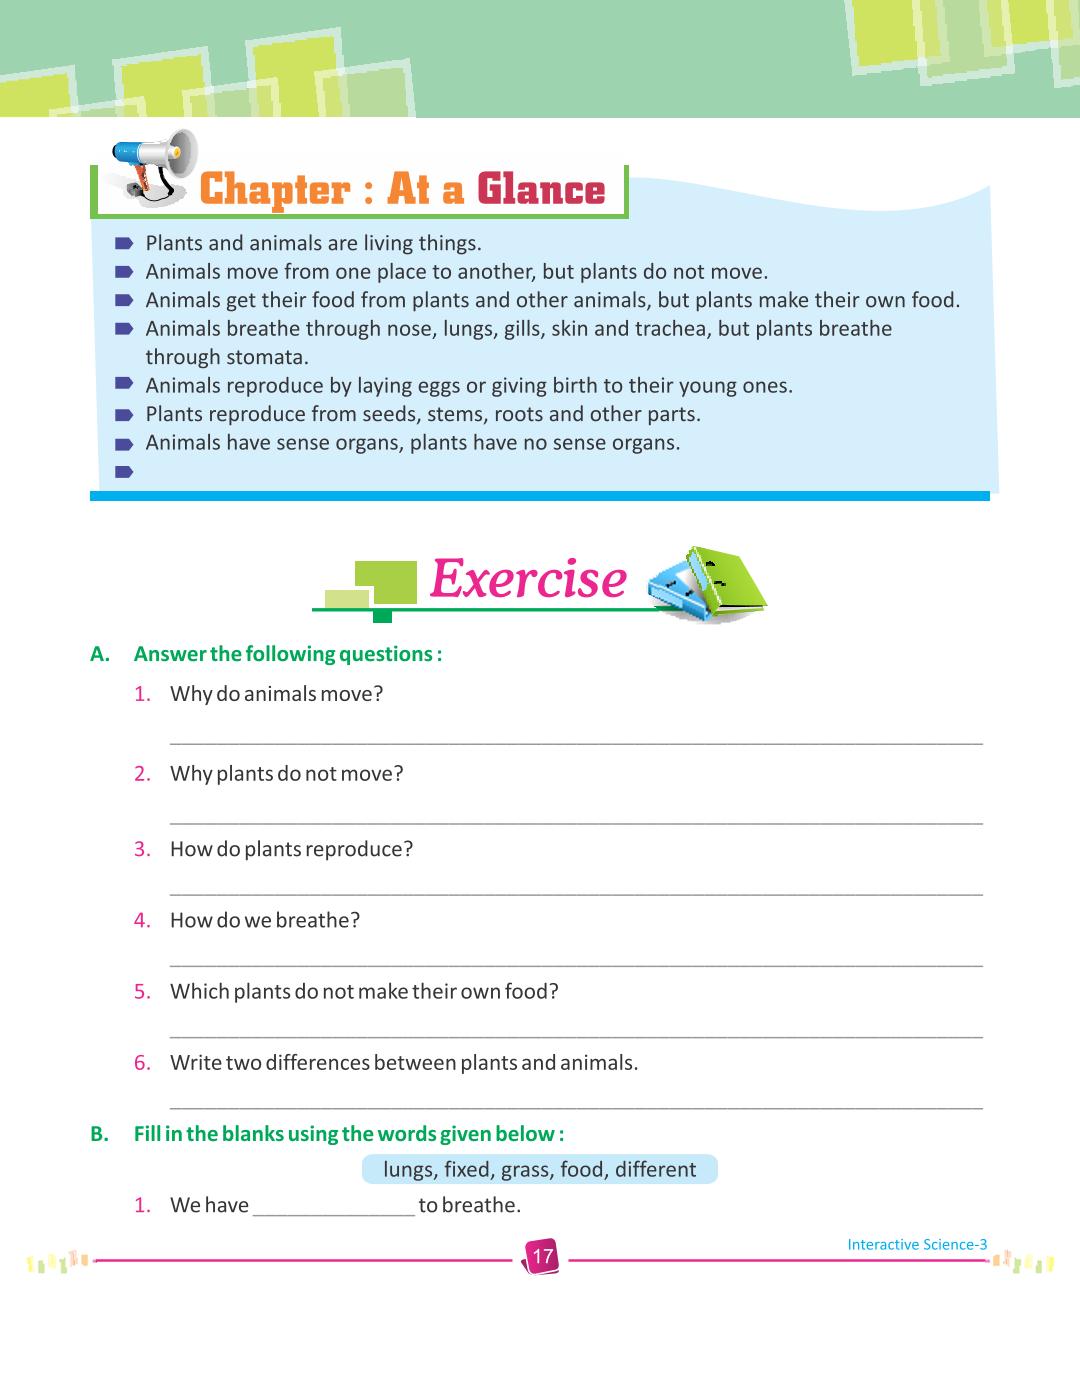 Chapter : At a Glance
Plants and animals are living things.
Animals move from one place to another, but plants do not move.
Animals get their food from plants and other animals, but plants make their own food.
Animals breathe through nose, lungs, gills, skin and trachea, but plants breathe
through stomata.
Animals reproduce by laying eggs or giving birth to their young ones.
Plants reproduce from seeds, stems, roots and other parts.
Animals have sense organs, plants have no sense organs.
Exercise
A. Answer the following questions :
1. Why do animals move?
2. Why plants do not move?
3. How do plants reproduce?
4. How do we breathe?
5. Which plants do not make their own food?
6. Write two differences between plants and animals.
B. Fill in the blanks using the words given below :
lungs, fixed, grass, food, different
1. We have ______________ to breathe.
Interactive Science-3
17